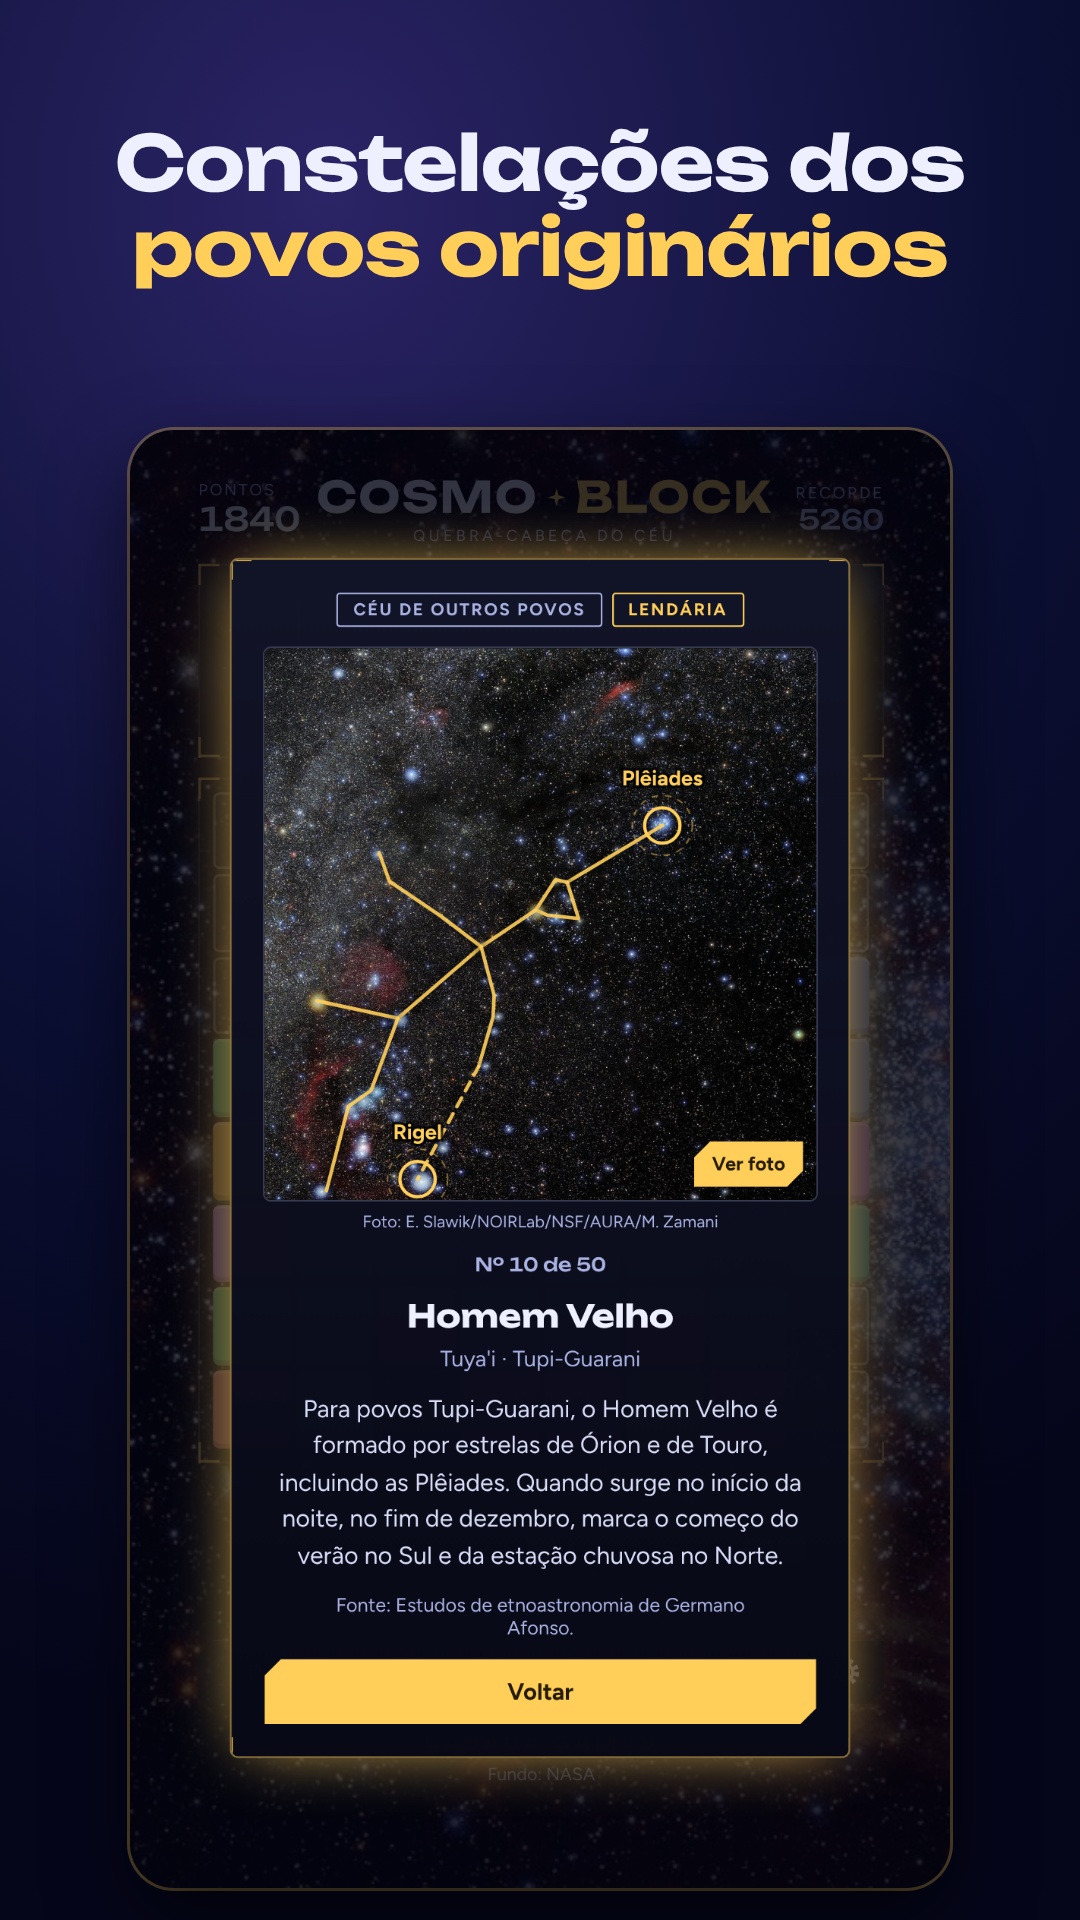 Constelações dos
povos originários
PONTOS
1840
COSMO BLOCK
QUEBRA-CABEÇA DO CÉU
RECORDE
5260
CÉU DE OUTROS POVOS
LENDÁRIA
Plêiades
Rigel
Ver foto
Foto: E. Slawik/NOIRLab/NSF/AURA/M. Zamani
Nº 10 de 50
Homem Velho
Tuya'i · Tupi-Guarani
Para povos Tupi-Guarani, o Homem Velho é
formado por estrelas de Órion e de Touro,
incluindo as Plêiades. Quando surge no início da
noite, no fim de dezembro, marca o começo do
verão no Sul e da estação chuvosa no Norte.
Fonte: Estudos de etnoastronomia de Germano
Afonso.
Voltar
Fundo: NASA